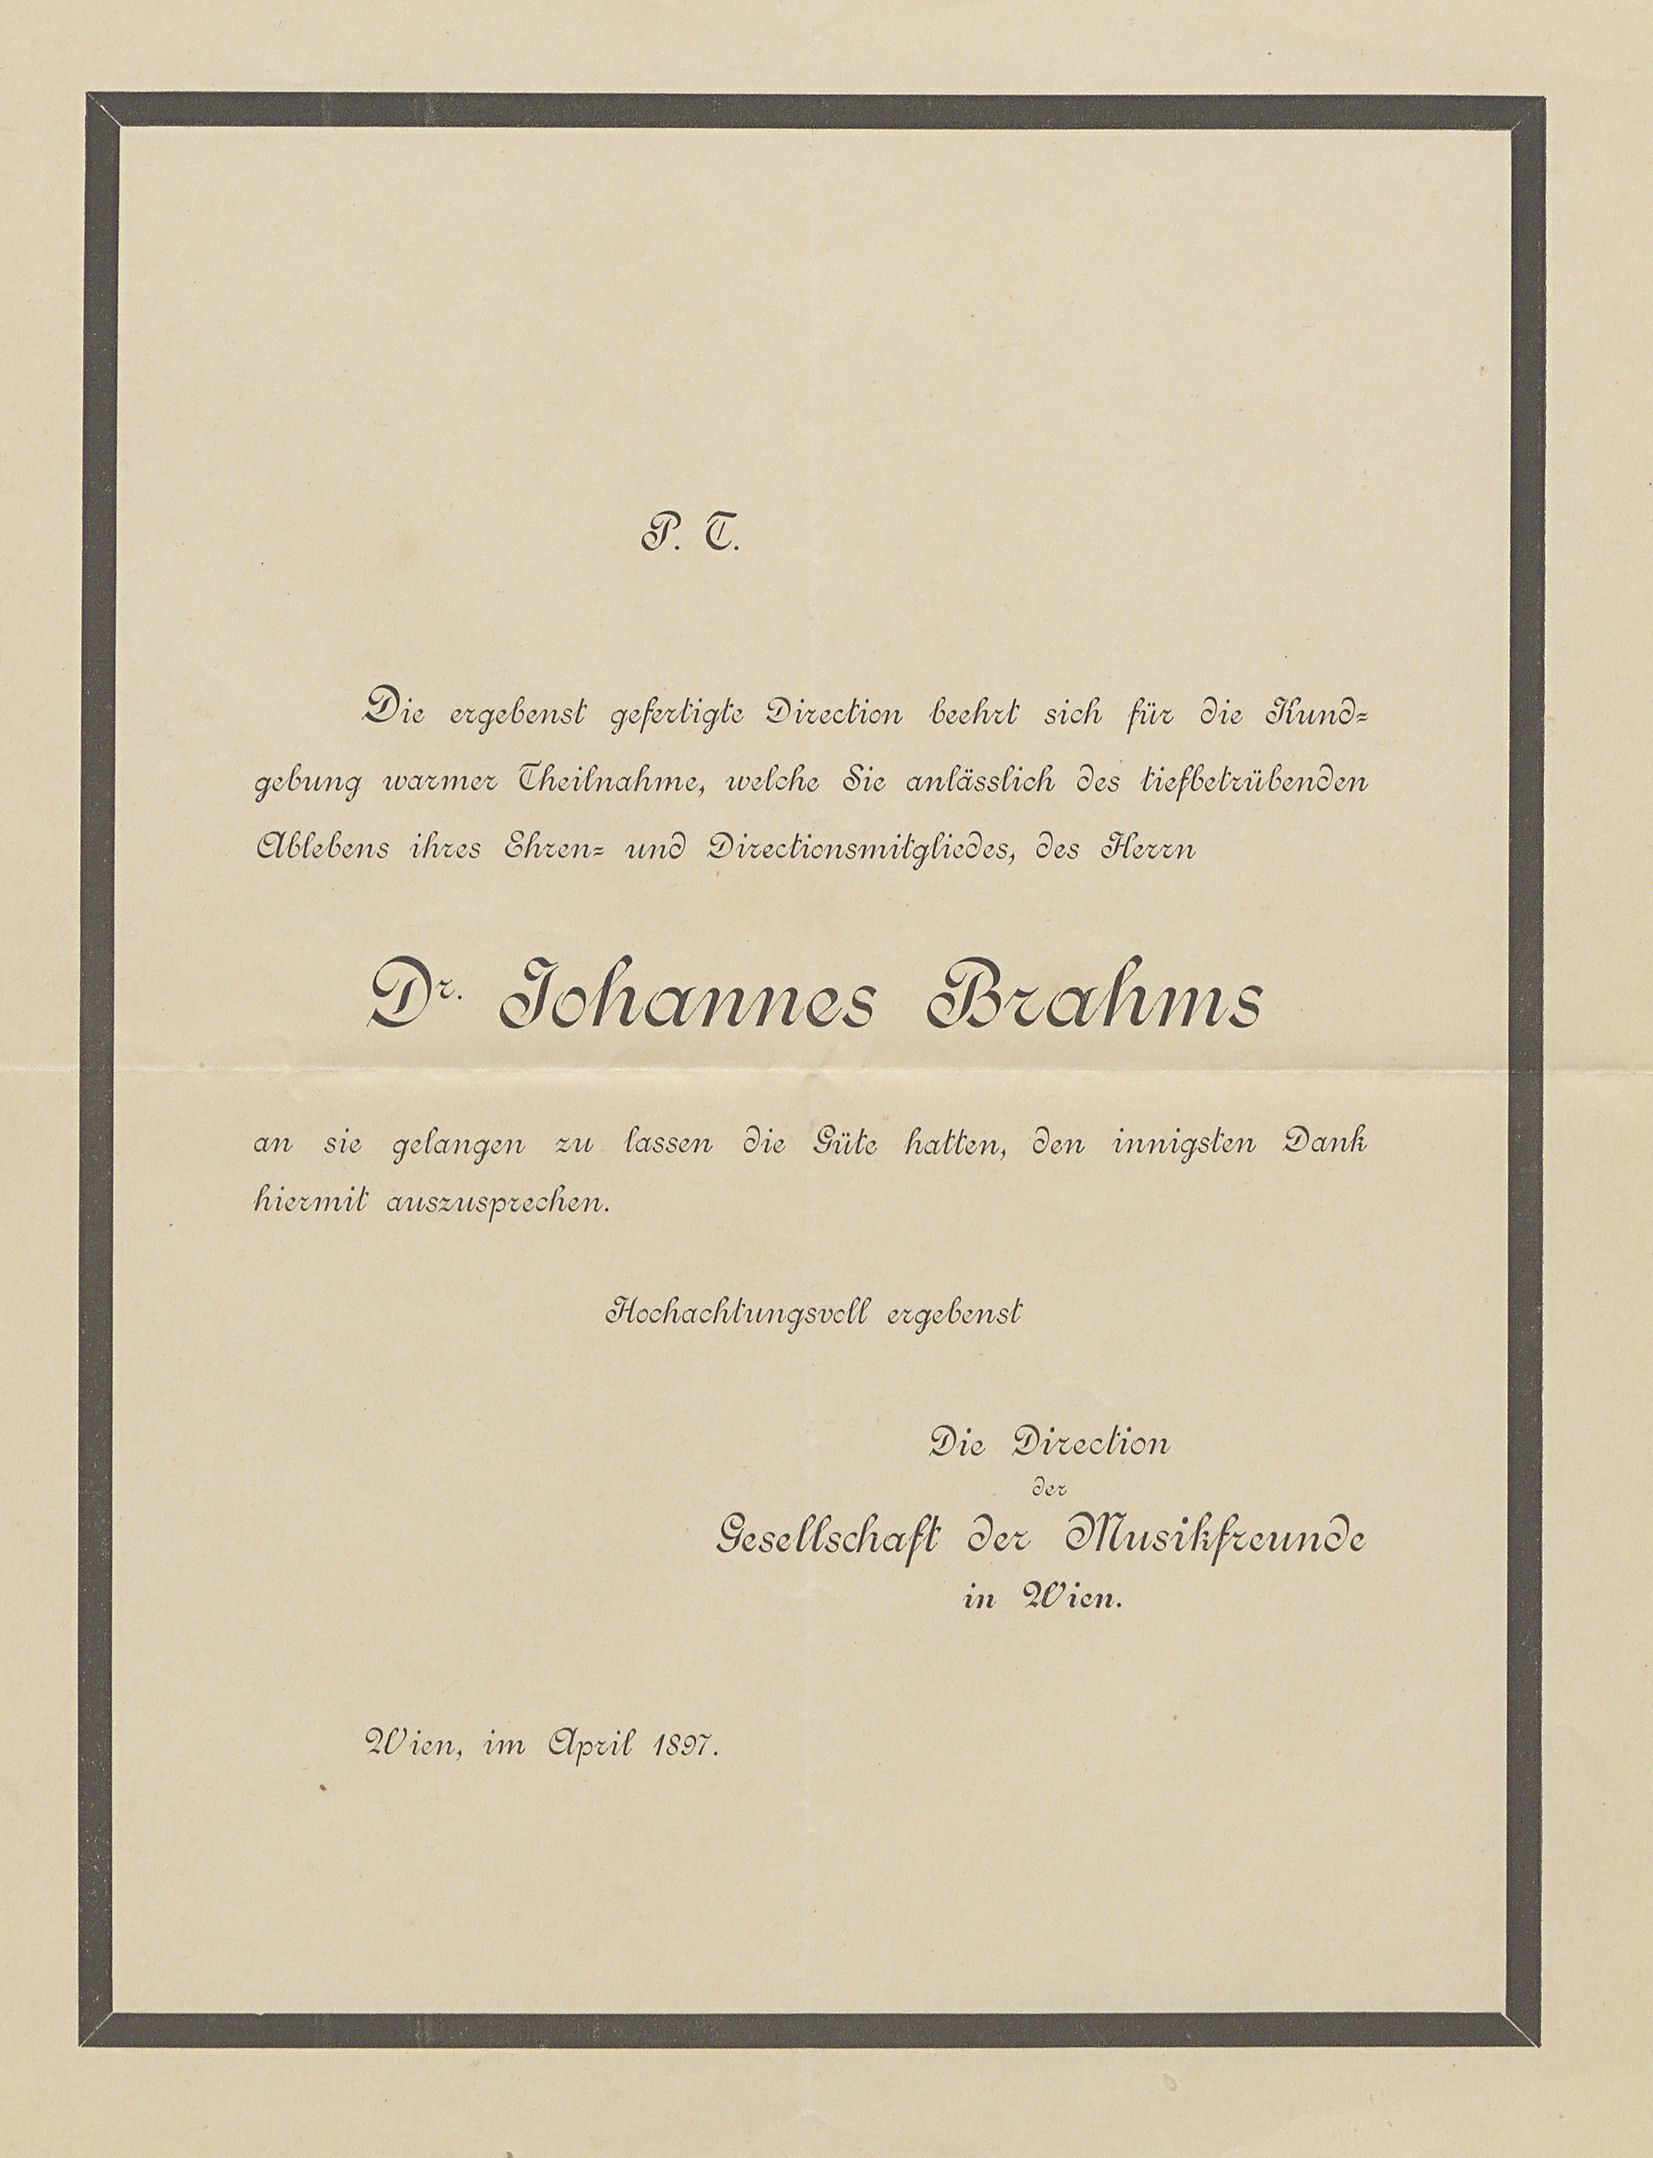 P. T.
Die ergebenst gefertigte Direction beehrt sich für die Kund=
gebung warmer Theilnahme, welche Sie anlässlich des tiefbetrübenden
Ablebens ihres Ehren= und Directionsmitgliedes, des Herrn
Dr. Johannes Brahms
an sie gelangen zu lassen die Güte hatten, den innigsten Dank
hiermit auszusprechen.
Hochachtungsvoll ergebenst
Die Direction
der
Gesellschaft der Musikfreunde
in Wien.
Wien, im April 1897.